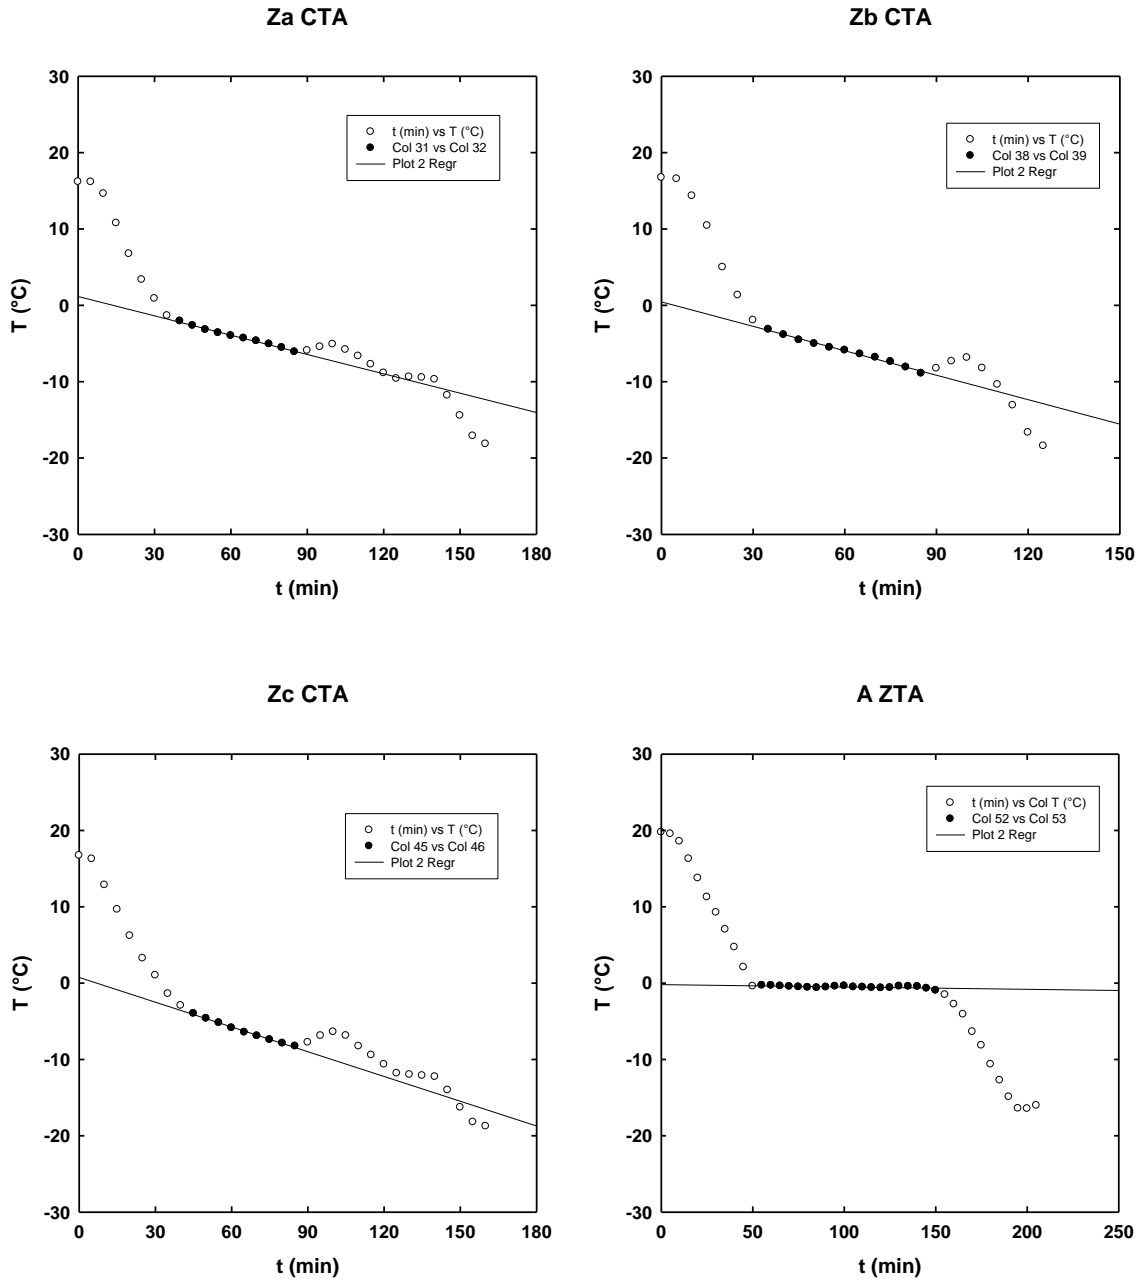 Za CTA
T (°C)
30
20
10
0
-10
-20
-30
t (min) vs T (°C)
Col 31 vs Col 32
Plot 2 Regr
0 30 60 90 120 150 180
t (min)
Zb CTA
T (°C)
30
20
10
0
-10
-20
-30
t (min) vs T (°C)
Col 38 vs Col 39
Plot 2 Regr
0 30 60 90 120 150
t (min)
Zc CTA
T (°C)
30
20
10
0
-10
-20
-30
t (min) vs T (°C)
Col 45 vs Col 46
Plot 2 Regr
0 30 60 90 120 150 180
t (min)
A ZTA
T (°C)
30
20
10
0
-10
-20
-30
t (min) vs Col T (°C)
Col 52 vs Col 53
Plot 2 Regr
0 50 100 150 200 250
t (min)